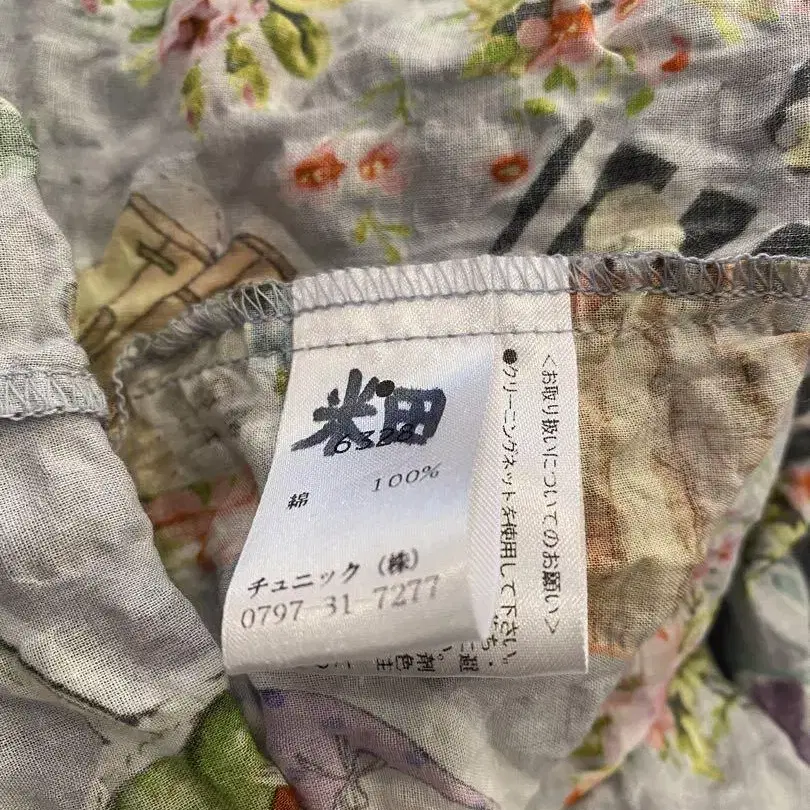 米田
6328
綿 100%
チュニック (株)
0797 31 7277
<お取り扱いについてのお願い>
●クリーニングネットを使用して下さい。